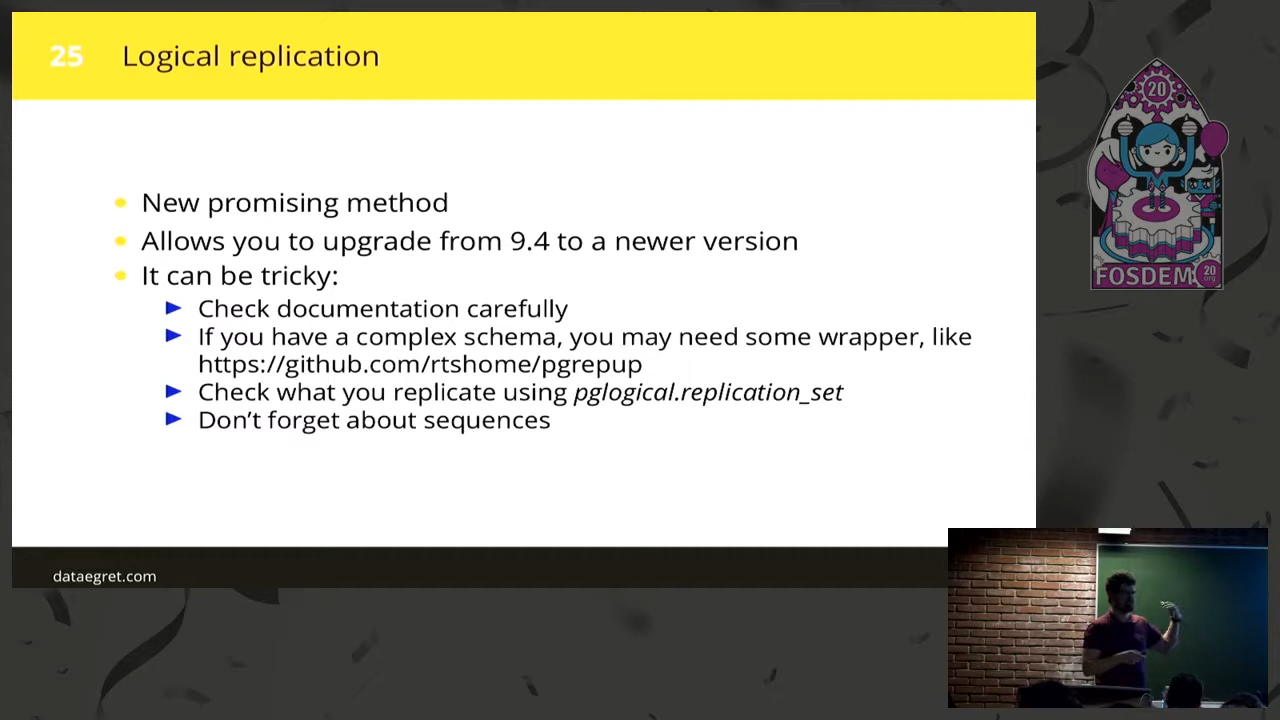 25 Logical replication
New promising method
Allows you to upgrade from 9.4 to a newer version
It can be tricky:
Check documentation carefully
If you have a complex schema, you may need some wrapper, like
https://github.com/rtshome/pgrepup
Check what you replicate using pglogical.replication_set
Don't forget about sequences
dataegret.com
20
FOSDEM 20
.org